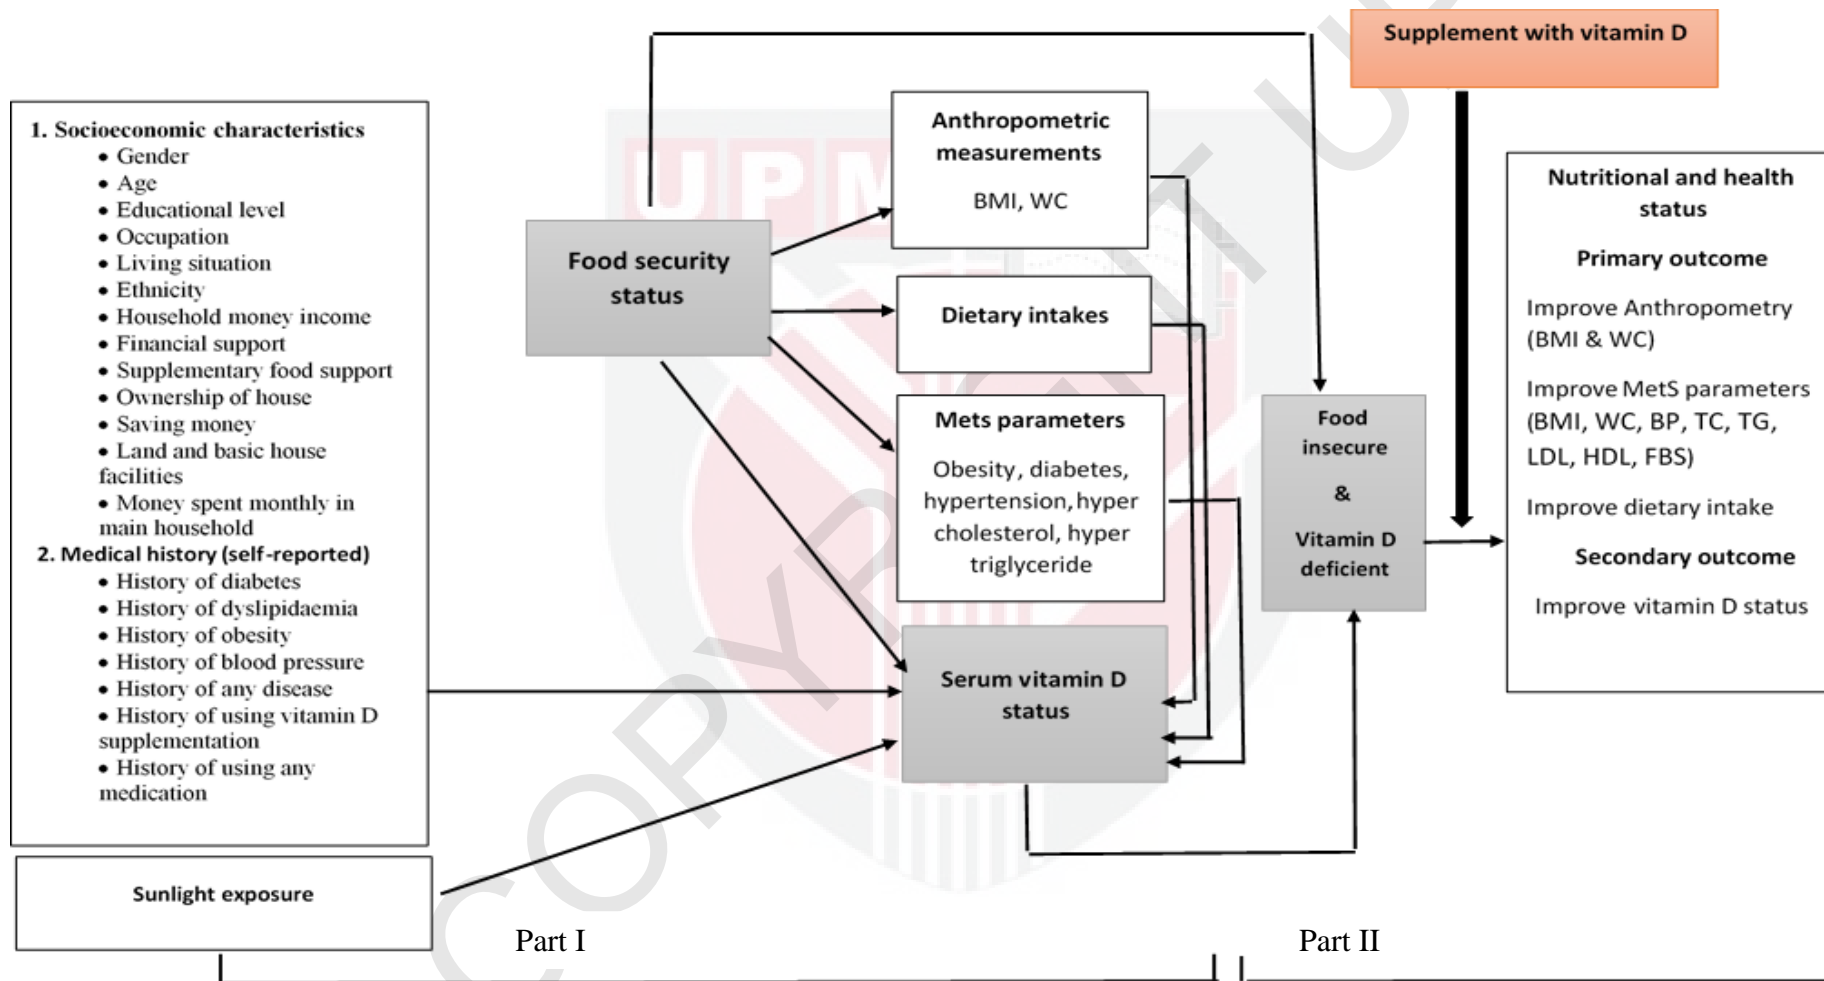 Supplement with vitamin D
1. Socioeconomic characteristics
• Gender
• Age
• Educational level
• Occupation
• Living situation
• Ethnicity
• Household money income
• Financial support
• Supplementary food support
• Ownership of house
• Saving money
• Land and basic house
facilities
• Money spent monthly in
main household
2. Medical history (self-reported)
• History of diabetes
• History of dyslipidaemia
• History of obesity
• History of blood pressure
• History of any disease
• History of using vitamin D
supplementation
• History of using any
medication
Sunlight exposure
Food security
status
Anthropometric
measurements
BMI, WC
Dietary intakes
Mets parameters
Obesity, diabetes,
hypertension, hyper
cholesterol, hyper
triglyceride
Serum vitamin D
status
Food
insecure
&
Vitamin D
deficient
Nutritional and health
status
Primary outcome
Improve Anthropometry
(BMI & WC)
Improve MetS parameters
(BMI, WC, BP, TC, TG,
LDL, HDL, FBS)
Improve dietary intake
Secondary outcome
Improve vitamin D status
Part I
Part II
UPM
COPYRIGHT U